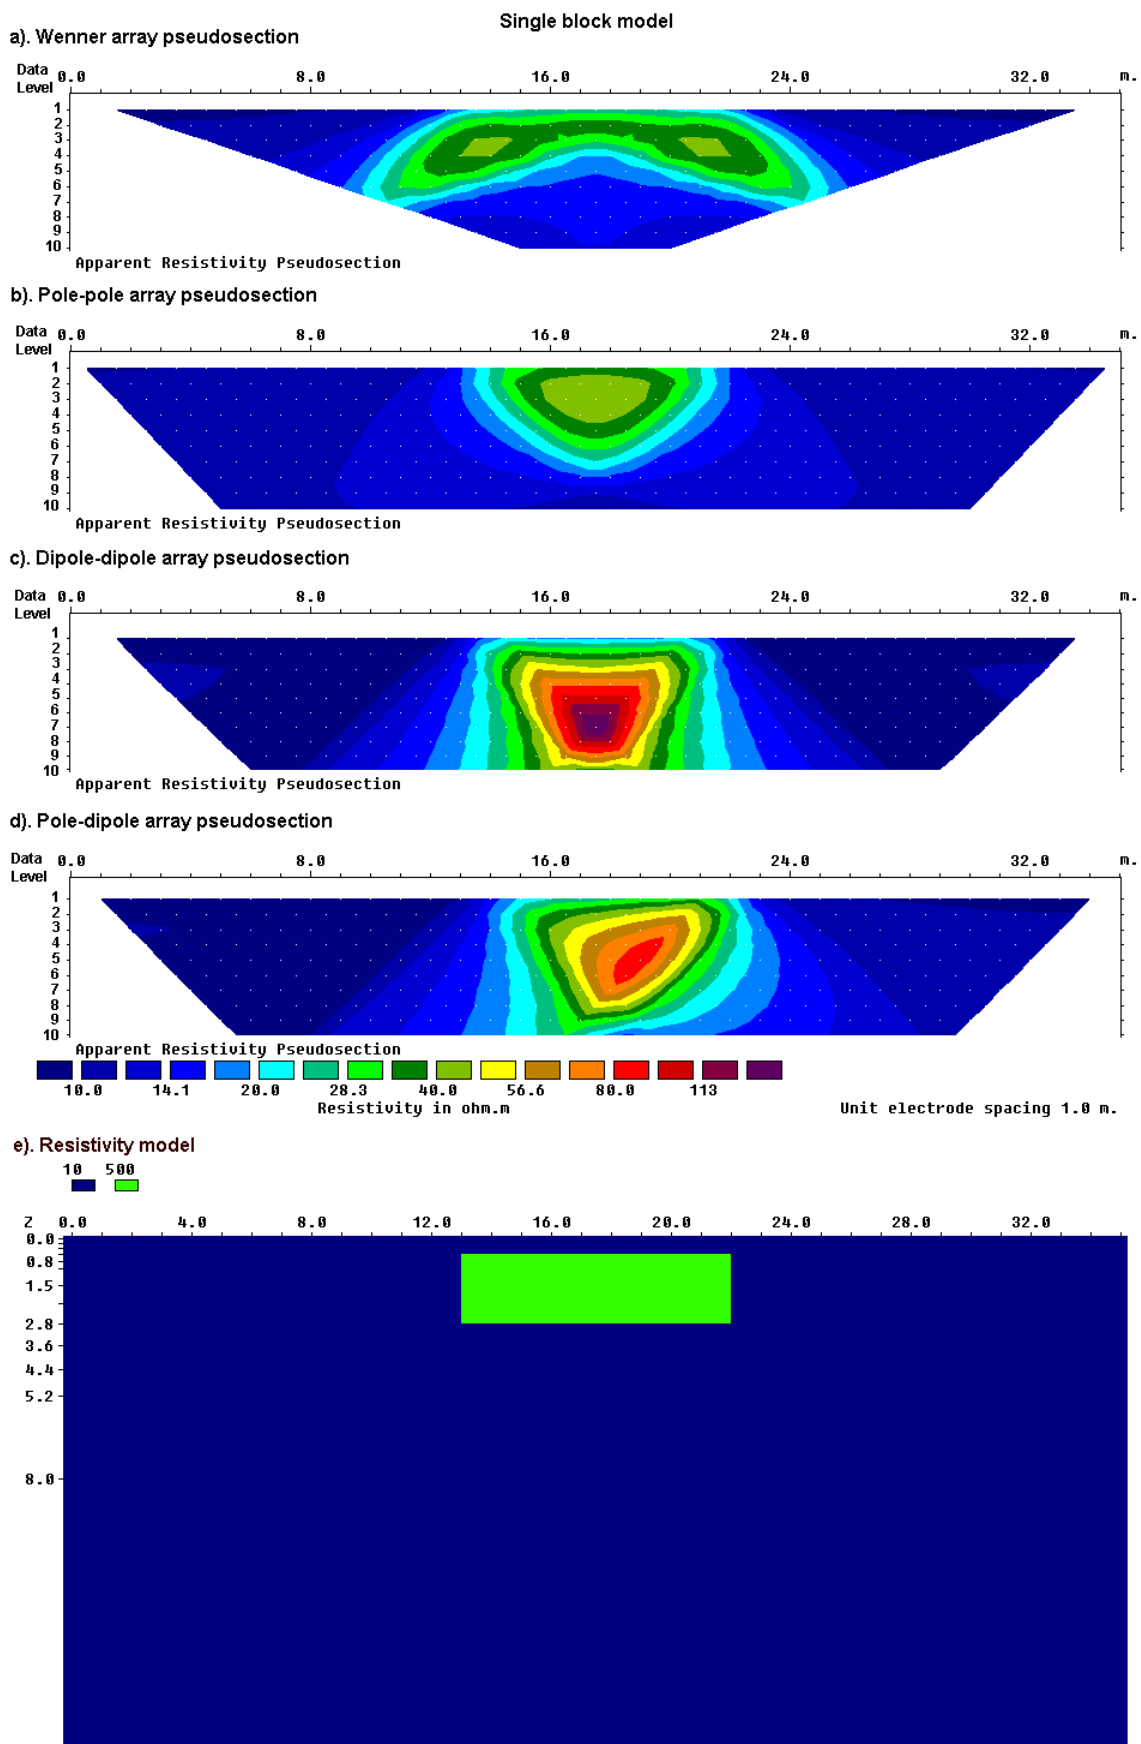 Single block model
a). Wenner array pseudosection
Data 0.0 8.0 16.0 24.0 32.0 m.
Level
1
2
3
4
5
6
7
8
9
10
Apparent Resistivity Pseudosection
b). Pole-pole array pseudosection
Data 0.0 8.0 16.0 24.0 32.0 m.
Level
1
2
3
4
5
6
7
8
9
10
Apparent Resistivity Pseudosection
c). Dipole-dipole array pseudosection
Data 0.0 8.0 16.0 24.0 32.0 m.
Level
1
2
3
4
5
6
7
8
9
10
Apparent Resistivity Pseudosection
d). Pole-dipole array pseudosection
Data 0.0 8.0 16.0 24.0 32.0 m.
Level
1
2
3
4
5
6
7
8
9
10
Apparent Resistivity Pseudosection
10.0 14.1 20.0 28.3 40.0 56.6 80.0 113
Resistivity in ohm.m Unit electrode spacing 1.0 m.
e). Resistivity model
10 500
Z 0.0 4.0 8.0 12.0 16.0 20.0 24.0 28.0 32.0
0.0
0.8
1.5
2.8
3.6
4.4
5.2
8.0